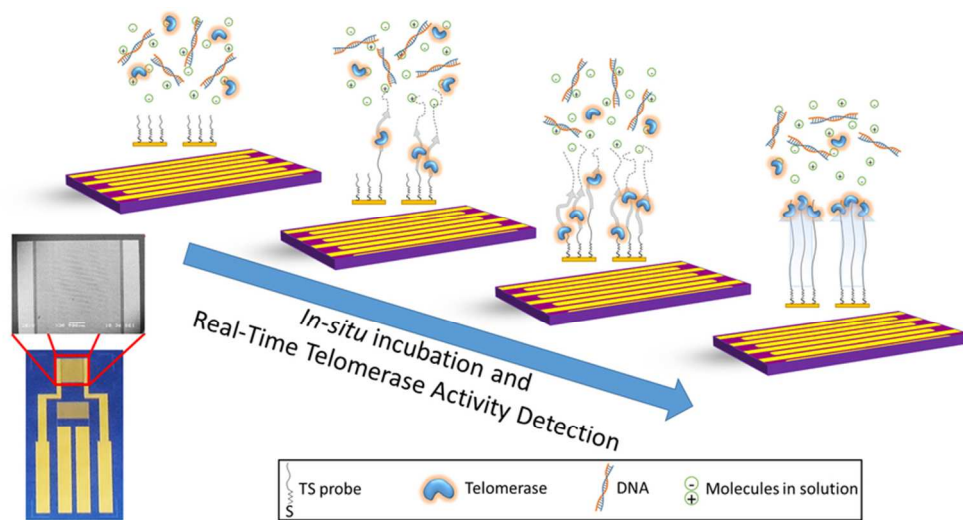 In-situ incubation and
Real-Time Telomerase Activity Detection
S
TS probe
Telomerase
DNA
- + Molecules in solution